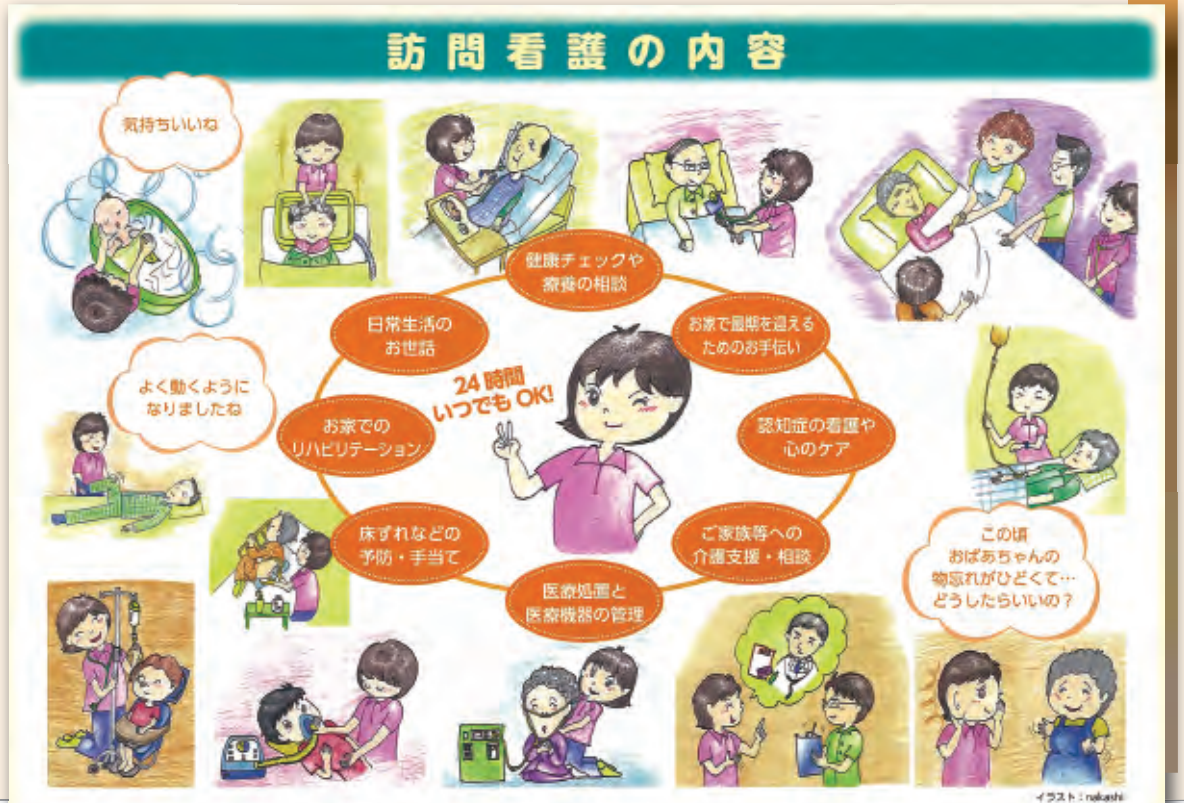 訪問看護の内容
気持ちいいね
健康チェックや
療養の相談
日常生活の
お世話
お家で最期を迎える
ためのお手伝い
24時間
いつでもOK!
よく動くように
なりましたね
お家での
リハビリテーション
認知症の看護や
心のケア
床ずれなどの
予防・手当て
ご家族等への
介護支援・相談
医療処置と
医療機器の管理
この頃
おばあちゃんの
物忘れがひどくて…
どうしたらいいの？
イラスト：nakashi